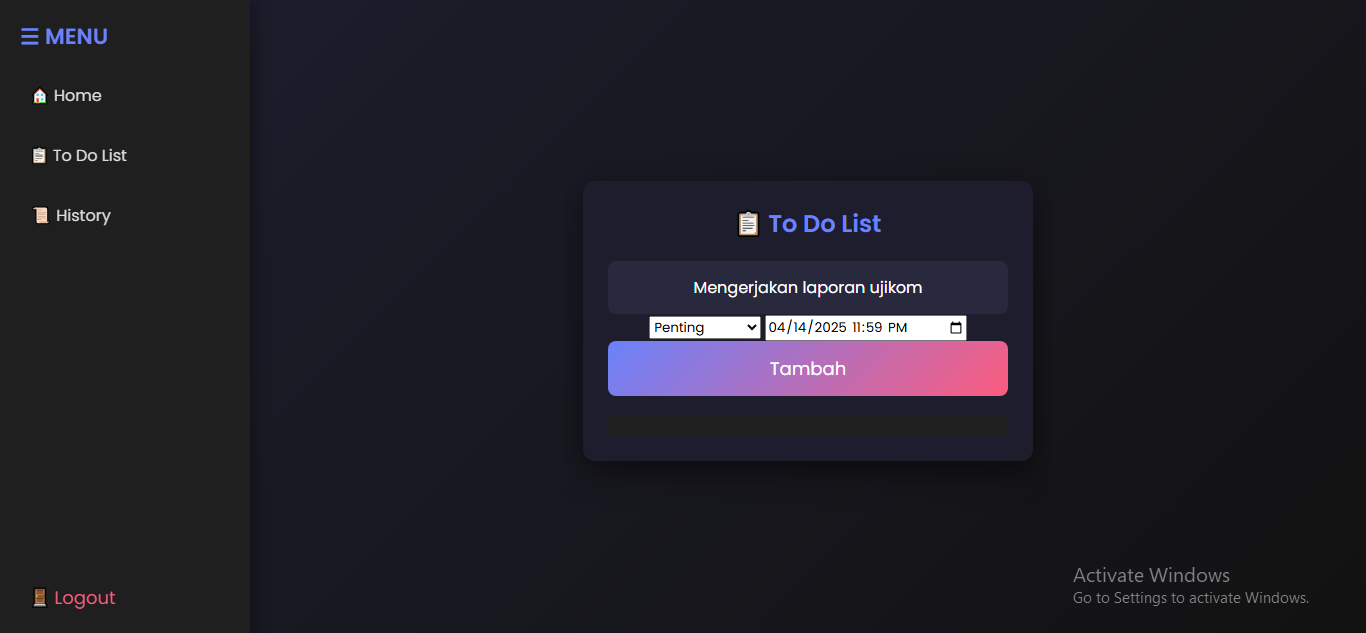 ☰ MENU
Home
To Do List
History
To Do List
Mengerjakan laporan ujikom
Penting 04/14/2025 11:59 PM
Tambah
Logout
Activate Windows
Go to Settings to activate Windows.